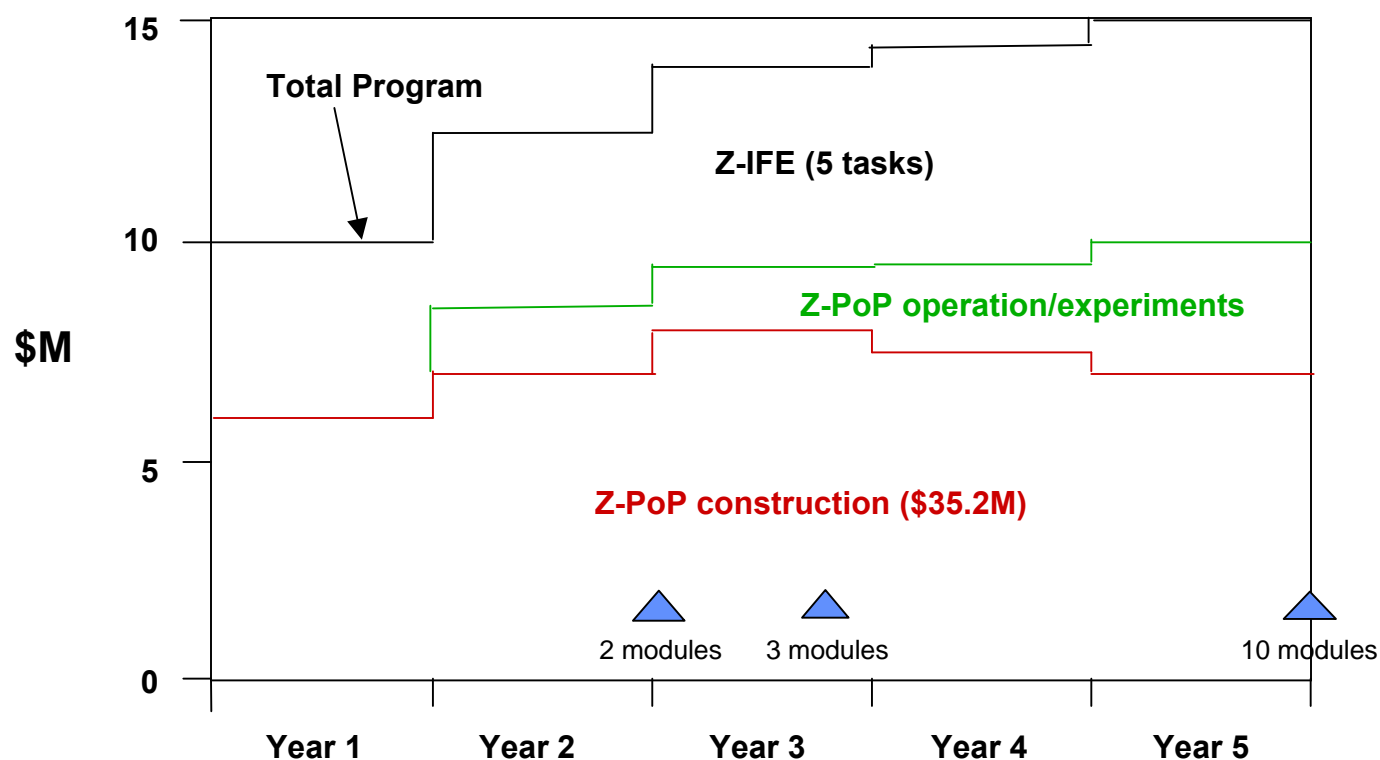 15
Total Program
Z-IFE (5 tasks)
10
Z-PoP operation/experiments
$M
5
Z-PoP construction ($35.2M)
2 modules
3 modules
10 modules
0
Year 1
Year 2
Year 3
Year 4
Year 5